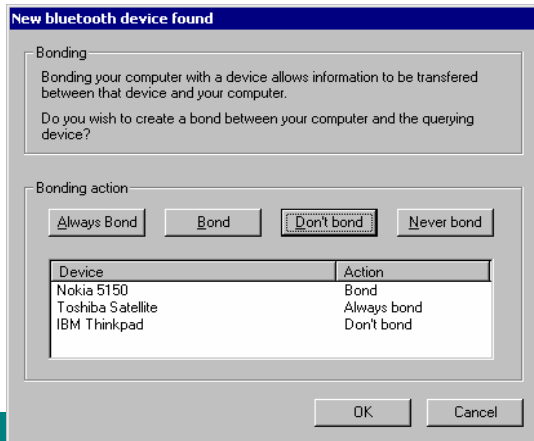 New bluetooth device found
Bonding
Bonding your computer with a device allows information to be transfered
between that device and your computer.
Do you wish to create a bond between your computer and the querying
device?
Bonding action
Always Bond Bond Don't bond Never bond
Device Action
Nokia 5150 Bond
Toshiba Satellite Always bond
IBM Thinkpad Don't bond
OK Cancel